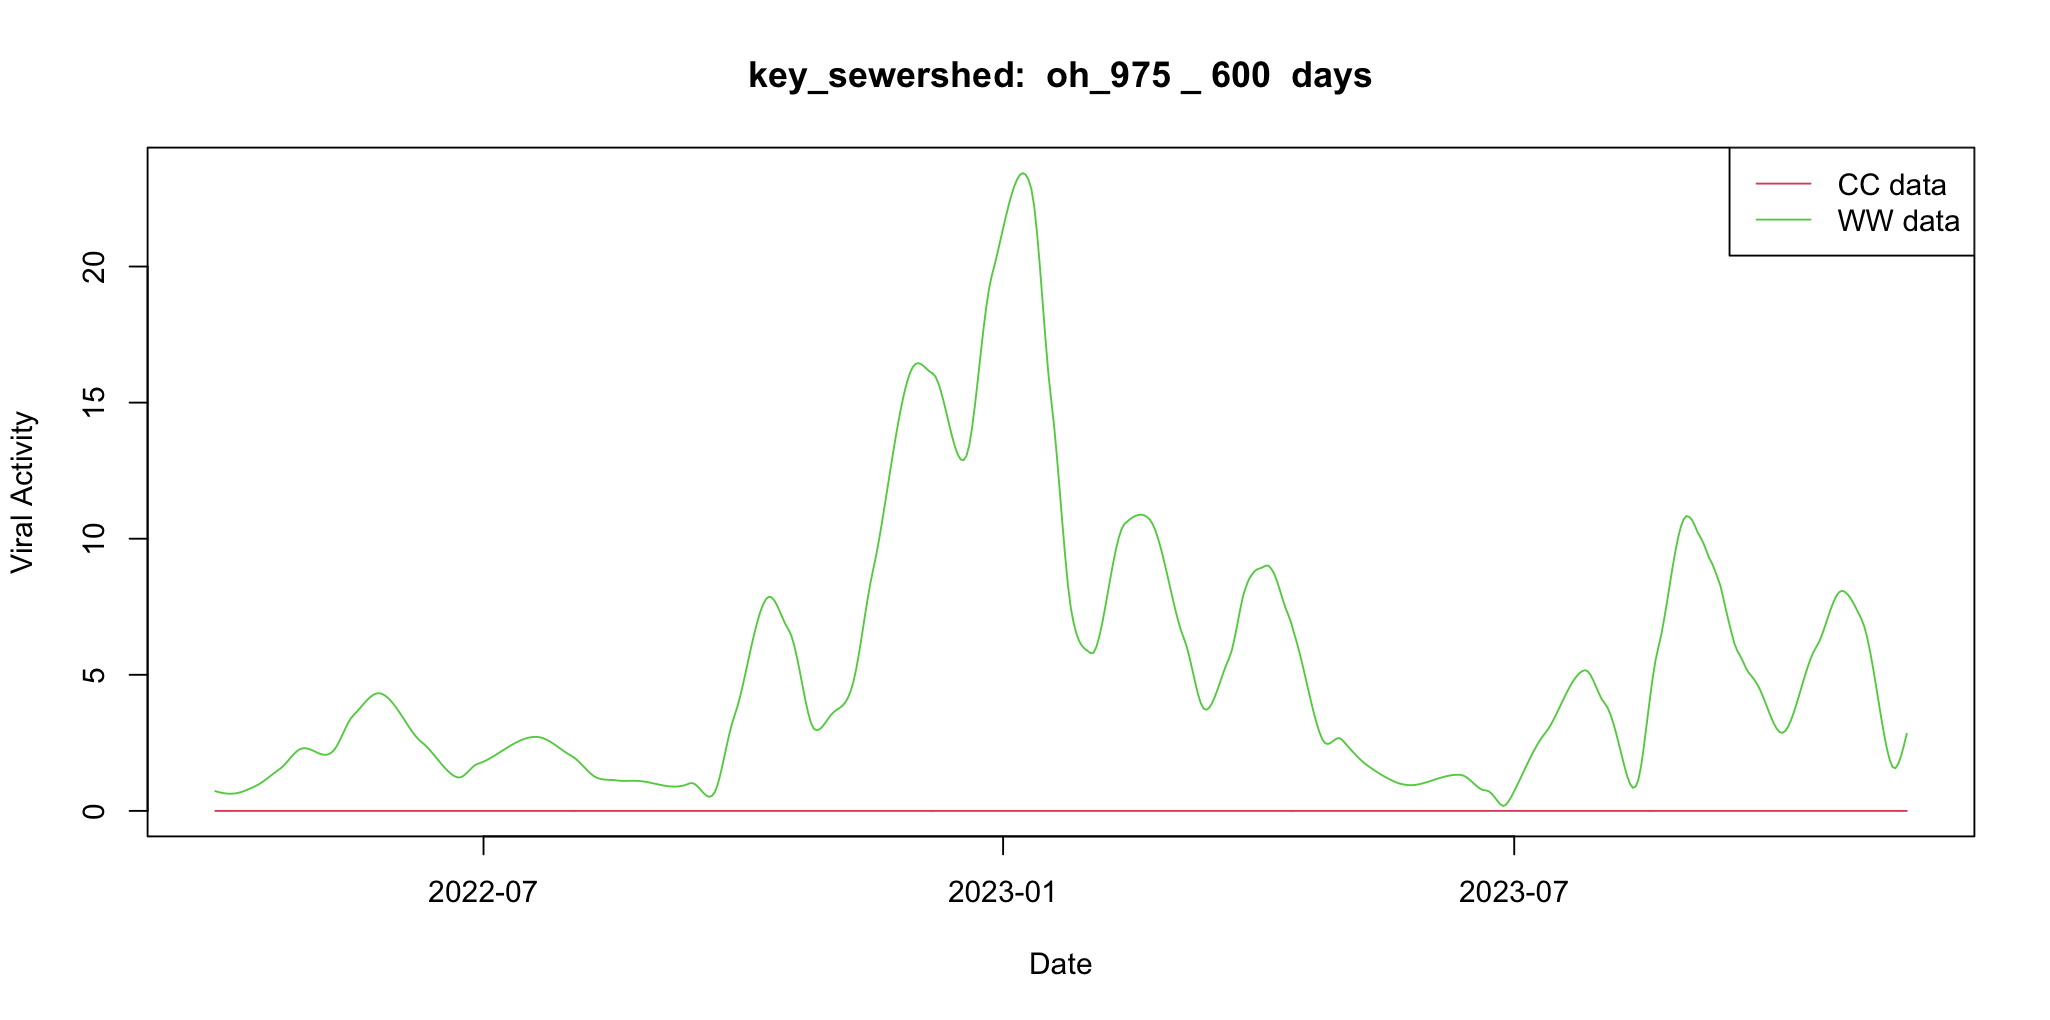 key_sewershed: oh_975 _ 600 days
CC data
WW data
Viral Activity
20
15
10
5
0
2022-07
2023-01
2023-07
Date